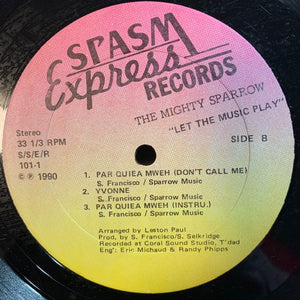 SPASM
Express
RECORDS
THE MIGHTY SPARROW
"LET THE MUSIC PLAY"
Stereo
33 1/3 RPM
S/S/E/R
101-1
© ℗ 1990
SIDE B
1. PAR QUIEA MWEH (DON'T CALL ME)
S. Francisco / Sparrow Music
2. YVONNE
S. Francisco / Sparrow Music
3. PAR QUIEA MWEH (INSTRU.)
S. Francisco / Sparrow Music
Arranged by Leston Paul
Prod. by S. Francisco/S. Selkridge
Recorded at Coral Sound Studio, T'dad
Eng': Eric Michaud & Randy Phipps